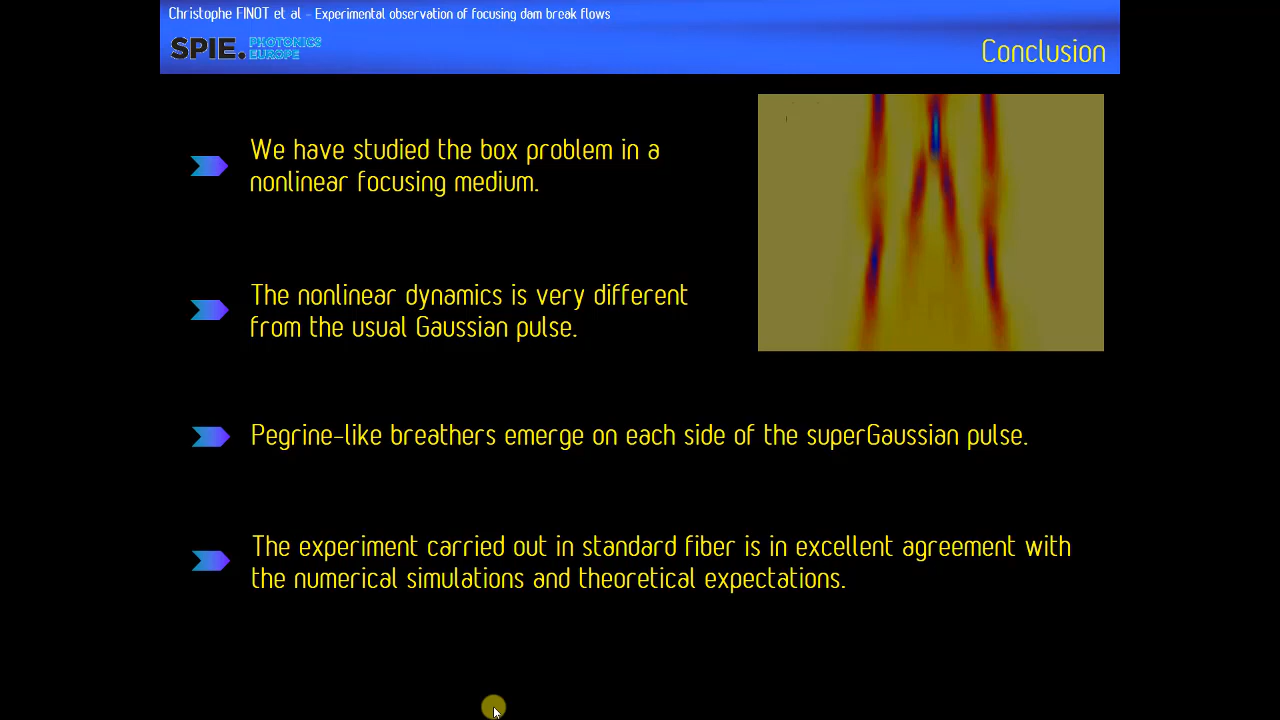 Christophe FINOT et al - Experimental observation of focusing dam break flows
SPIE. PHOTONICS
EUROPE
Conclusion
We have studied the box problem in a
nonlinear focusing medium.
The nonlinear dynamics is very different
from the usual Gaussian pulse.
Pegrine-like breathers emerge on each side of the superGaussian pulse.
The experiment carried out in standard fiber is in excellent agreement with
the numerical simulations and theoretical expectations.